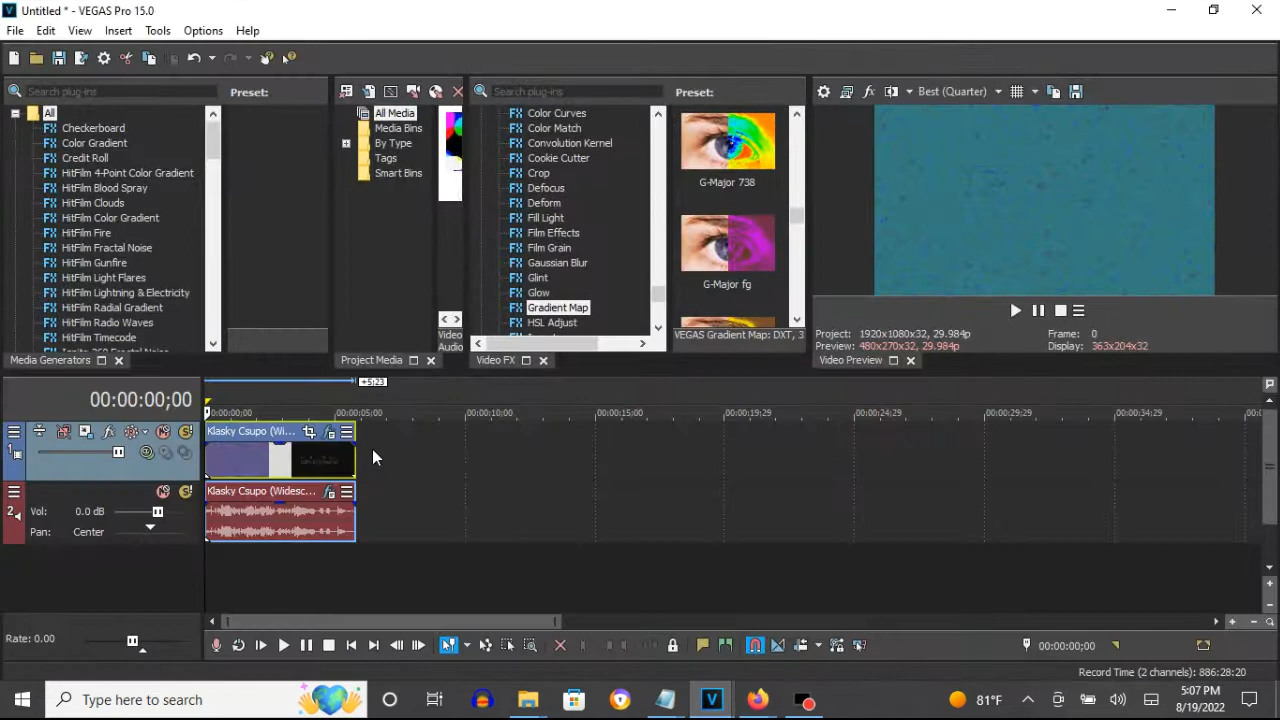 Untitled * - VEGAS Pro 15.0
File Edit View Insert Tools Options Help
Search plug-ins
Preset:
All
Checkerboard
Color Gradient
Credit Roll
HitFilm 4-Point Color Gradient
HitFilm Blood Spray
HitFilm Clouds
HitFilm Color Gradient
HitFilm Fire
HitFilm Fractal Noise
HitFilm Gunfire
HitFilm Light Flares
HitFilm Lightning & Electricity
HitFilm Radial Gradient
HitFilm Radio Waves
HitFilm Timecode
Media Generators
All Media
Media Bins
By Type
Tags
Smart Bins
Video
Audio
Project Media
Search plug-ins
Preset:
Color Curves
Color Match
Convolution Kernel
Cookie Cutter
Crop
Defocus
Deform
Fill Light
Film Effects
Film Grain
Gaussian Blur
Glint
Glow
Gradient Map
HSL Adjust
G-Major 738
G-Major fg
VEGAS Gradient Map: DXT, 3
Video FX
Best (Quarter)
Project: 1920x1080x32, 29.984p
Frame: 0
Preview: 480x270x32, 29.984p
Display: 363x204x32
Video Preview
00:00:00;00
+5;23
0:00:00;00 00:00:05;00 00:00:10;00 00:00:15;00 00:00:19;29 00:00:24;29 00:00:29;29 00:00:34;29 00:0
1
Klasky Csupo (Wi...
2
Vol: 0.0 dB
Pan: Center
Klasky Csupo (Widesc...
Rate: 0.00
00:00:00;00
Record Time (2 channels): 886:28:20
Type here to search
81°F
5:07 PM
8/19/2022